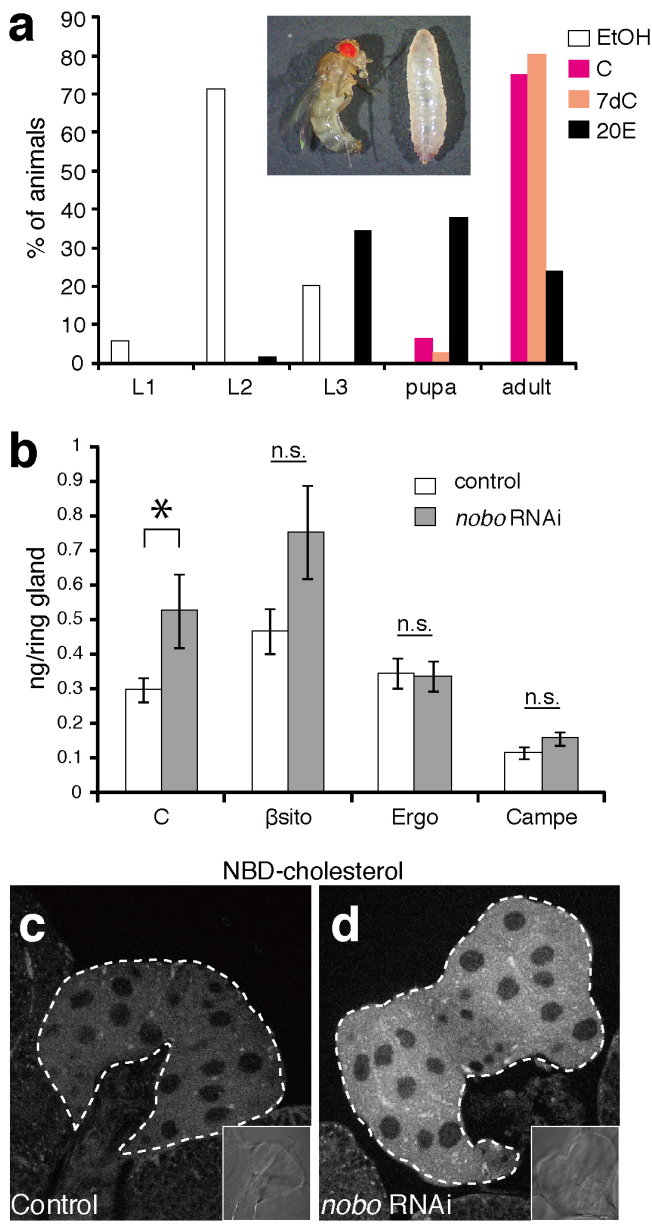 a
90
80
70
60
50
40
30
20
10
0
% of animals
L1 L2 L3 pupa adult
EtOH
C
7dC
20E
b
1
0.9
0.8
0.7
0.6
0.5
0.4
0.3
0.2
0.1
0
ng/ring gland
*
n.s.
n.s.
n.s.
control
nobo RNAi
C βsito Ergo Campe
NBD-cholesterol
c
Control
d
nobo RNAi